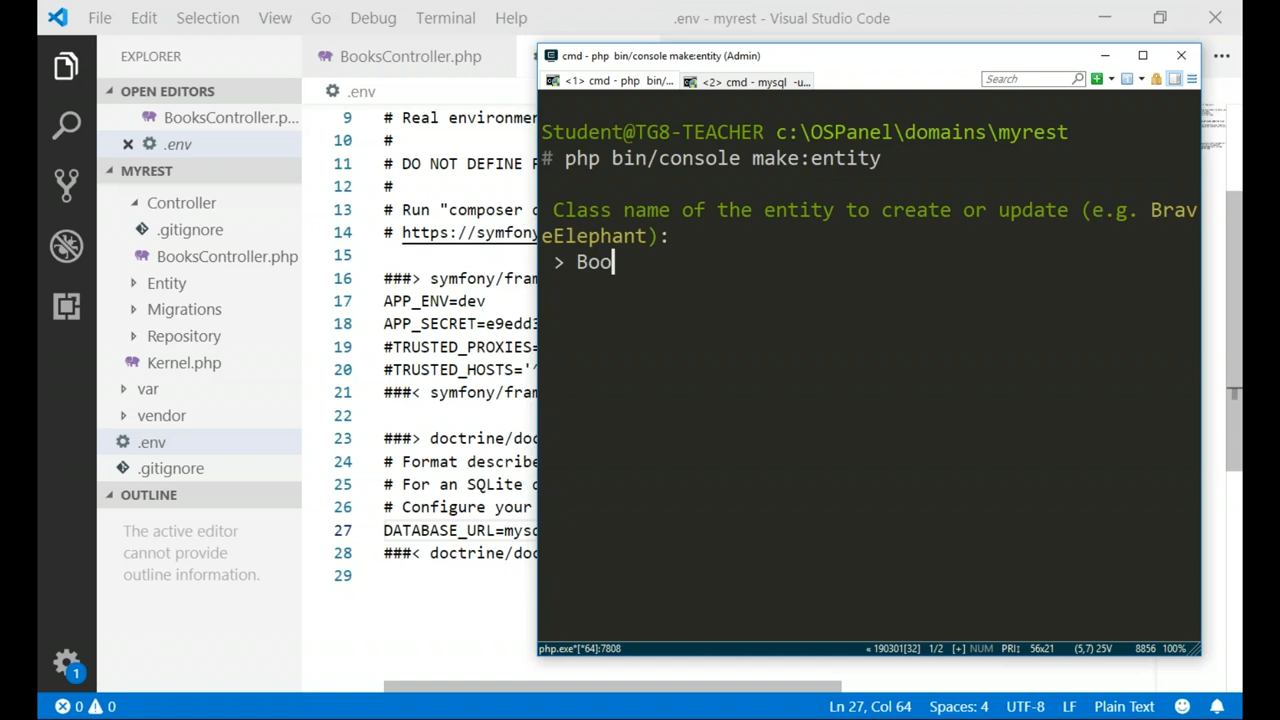 File Edit Selection View Go Debug Terminal Help .env - myrest - Visual Studio Code
EXPLORER
OPEN EDITORS
BooksController.p...
.env
MYREST
Controller
.gitignore
BooksController.php
Entity
Migrations
Repository
Kernel.php
var
vendor
.env
.gitignore
OUTLINE
The active editor
cannot provide
outline information.
1
BooksController.php
.env
9 # Real environme
10 #
11 # DO NOT DEFINE
12 #
13 # Run "composer
14 # https://symfony
15
16 ###> symfony/fra
17 APP_ENV=dev
18 APP_SECRET=e9edd
19 #TRUSTED_PROXIES=
20 #TRUSTED_HOSTS='
21 ###< symfony/fra
22
23 ###> doctrine/do
24 # Format describe
25 # For an SQLite
26 # Configure your
27 DATABASE_URL=mys
28 ###< doctrine/do
29
cmd - php bin/console make:entity (Admin)
<1> cmd - php bin/... <2> cmd - mysql -u... Search
Student@TG8-TEACHER c:\OSPanel\domains\myrest
# php bin/console make:entity
Class name of the entity to create or update (e.g. Brav
eElephant):
> Boo
php.exe*[*64]:7808 « 190301[32] 1/2 [+] NUM PRI↕ 56x21 (5,7) 25V 8856 100%
0 0 Ln 27, Col 64 Spaces: 4 UTF-8 LF Plain Text